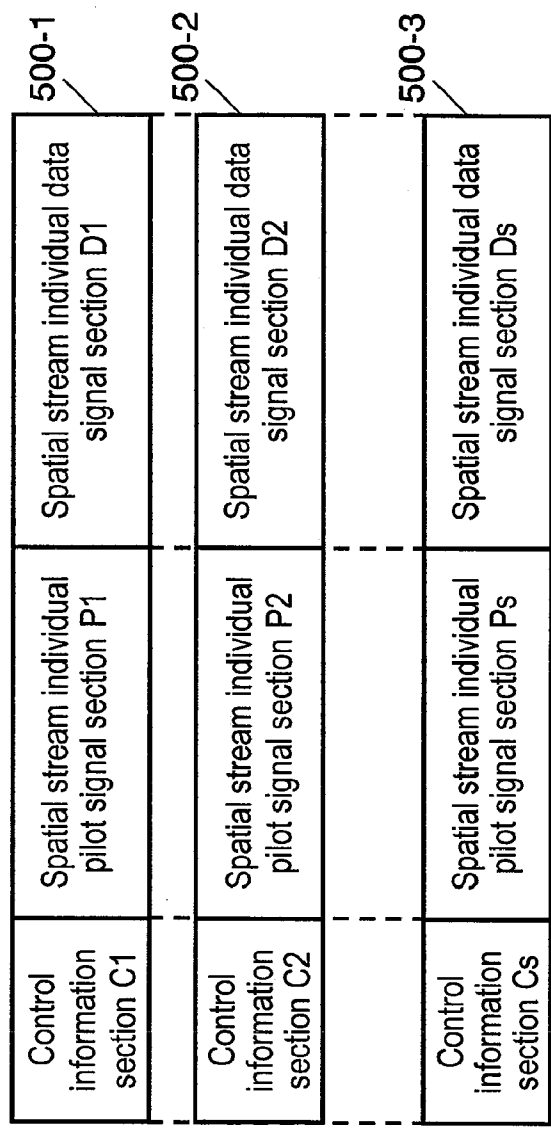 Control
information
section C1
Spatial stream individual
pilot signal section P1
Spatial stream individual data
signal section D1
500-1
Control
information
section C2
Spatial stream individual
pilot signal section P2
Spatial stream individual data
signal section D2
500-2
Control
information
section Cs
Spatial stream individual
pilot signal section Ps
Spatial stream individual data
signal section Ds
500-3